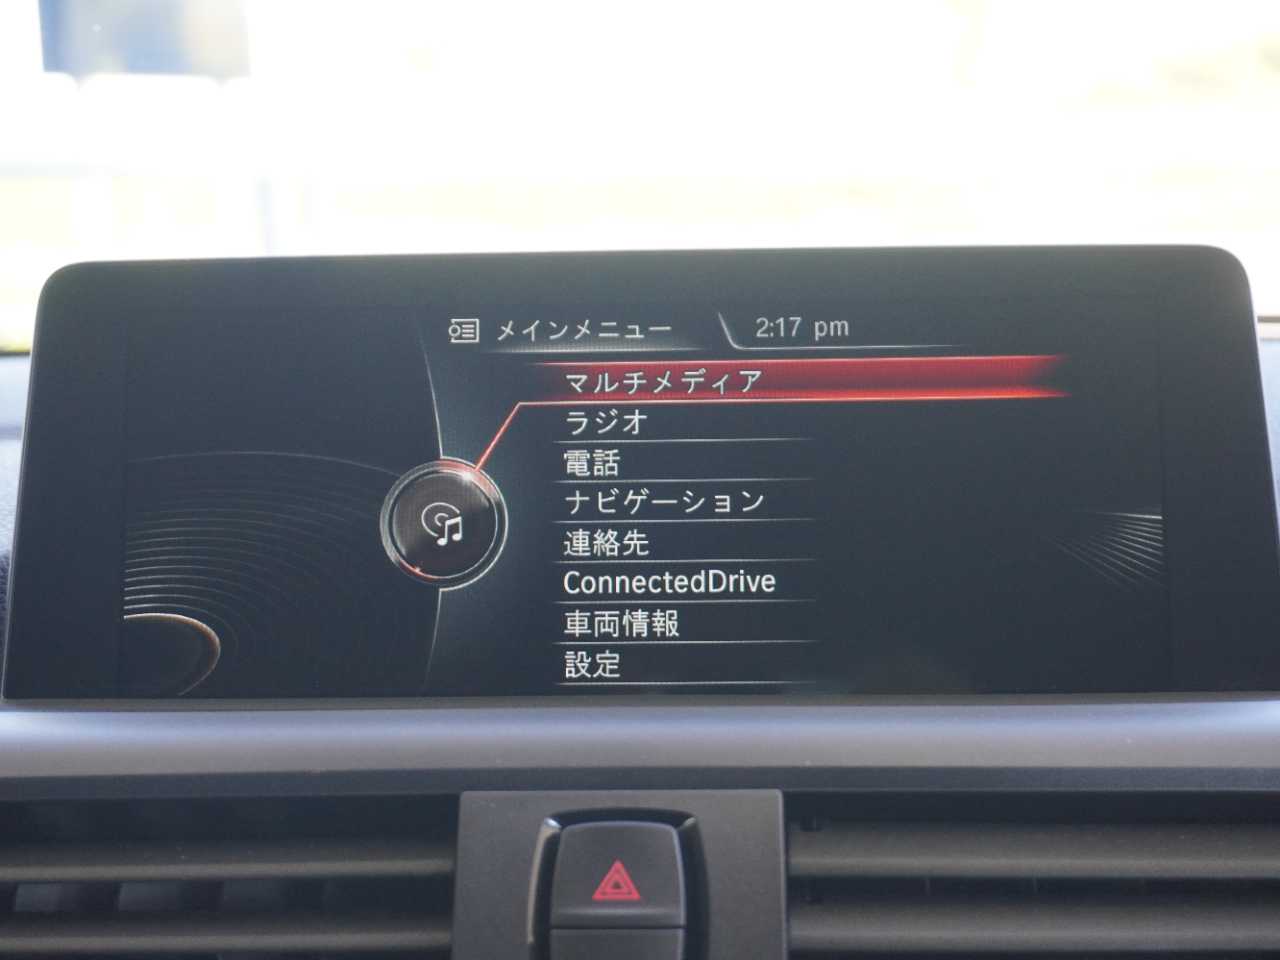 メインメニュー 2:17 pm
マルチメディア
ラジオ
電話
ナビゲーション
連絡先
ConnectedDrive
車両情報
設定